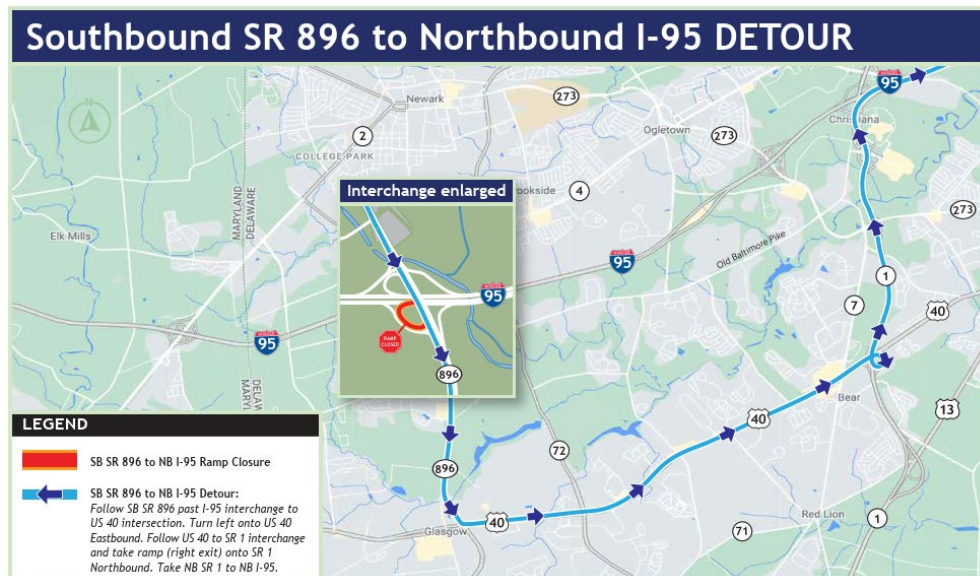 Southbound SR 896 to Northbound I-95 DETOUR
N
Newark
273
95
Christiana
Ogletown
273
2
COLLEGE PARK
Interchange enlarged
4
ookside
MARYLAND
DELAWARE
Elk Mills
273
Old Baltimore Pike
95
95
1
7
40
RAMP
CLOSED
95
896
DELAW
MARYL
Bear
13
40
LEGEND
SB SR 896 to NB I-95 Ramp Closure
72
896
SB SR 896 to NB I-95 Detour:
Follow SB SR 896 past I-95 interchange to
US 40 intersection. Turn left onto US 40
Eastbound. Follow US 40 to SR 1 interchange
and take ramp (right exit) onto SR 1
Northbound. Take NB SR 1 to NB I-95.
Glasgow
40
Red Lion
71
1